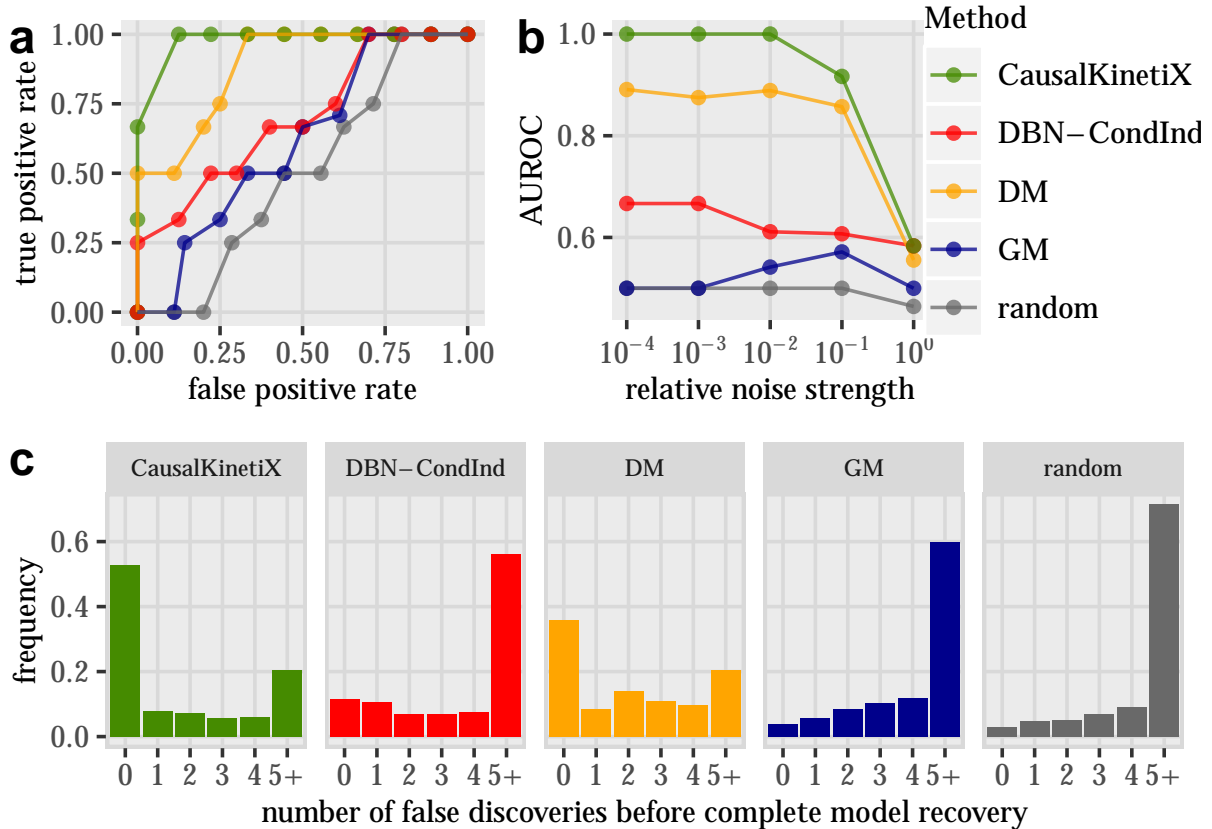 a
1.00
0.75
0.50
0.25
0.00
true positive rate
0.00 0.25 0.50 0.75 1.00
false positive rate
b
1.0
0.8
0.6
AUROC
10⁻⁴ 10⁻³ 10⁻² 10⁻¹ 10⁰
relative noise strength
Method
CausalKinetiX
DBN−CondInd
DM
GM
random
c
CausalKinetiX DBN−CondInd DM GM random
0.6
0.4
0.2
0.0
frequency
0 1 2 3 4 5+ 0 1 2 3 4 5+ 0 1 2 3 4 5+ 0 1 2 3 4 5+ 0 1 2 3 4 5+
number of false discoveries before complete model recovery